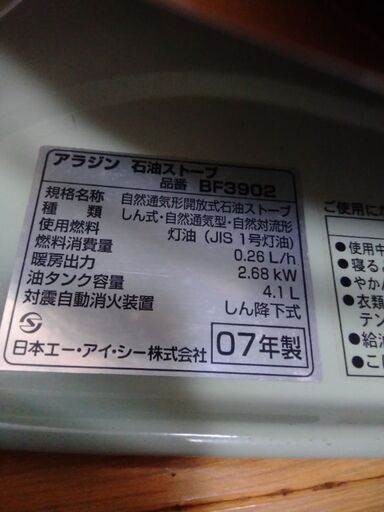 アラジン 石油ストーブ
品番 BF3902
規格名称 自然通気形開放式石油ストーブ
種類 しん式・自然通気型・自然対流形
使用燃料 灯油（JIS 1号灯油）
燃料消費量 0.26 L/h
暖房出力 2.68 kW
油タンク容量 4.1 L
対震自動消火装置 しん降下式
日本エー・アイ・シー株式会社 07年製
ご使用にな
●使用中
●寝る
●やかん
●衣類
テン
●給油
●こ